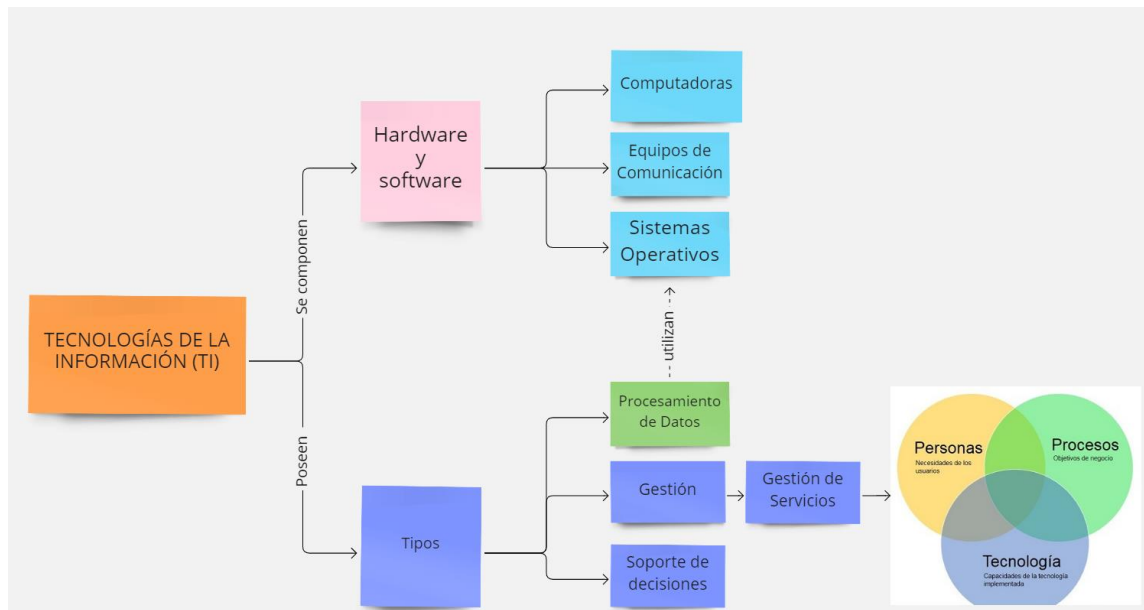 Computadoras
Hardware
y
software
Equipos de
Comunicación
Sistemas
Operativos
Se componen
TECNOLOGÍAS DE LA
INFORMACIÓN (TI)
utilizan
Poseen
Procesamiento
de Datos
Tipos
Gestión
Gestión de
Servicios
Soporte de
decisiones
Personas
Necesidades de los
usuarios
Procesos
Objetivos de negocio
Tecnología
Capacidades de la tecnología
implementada